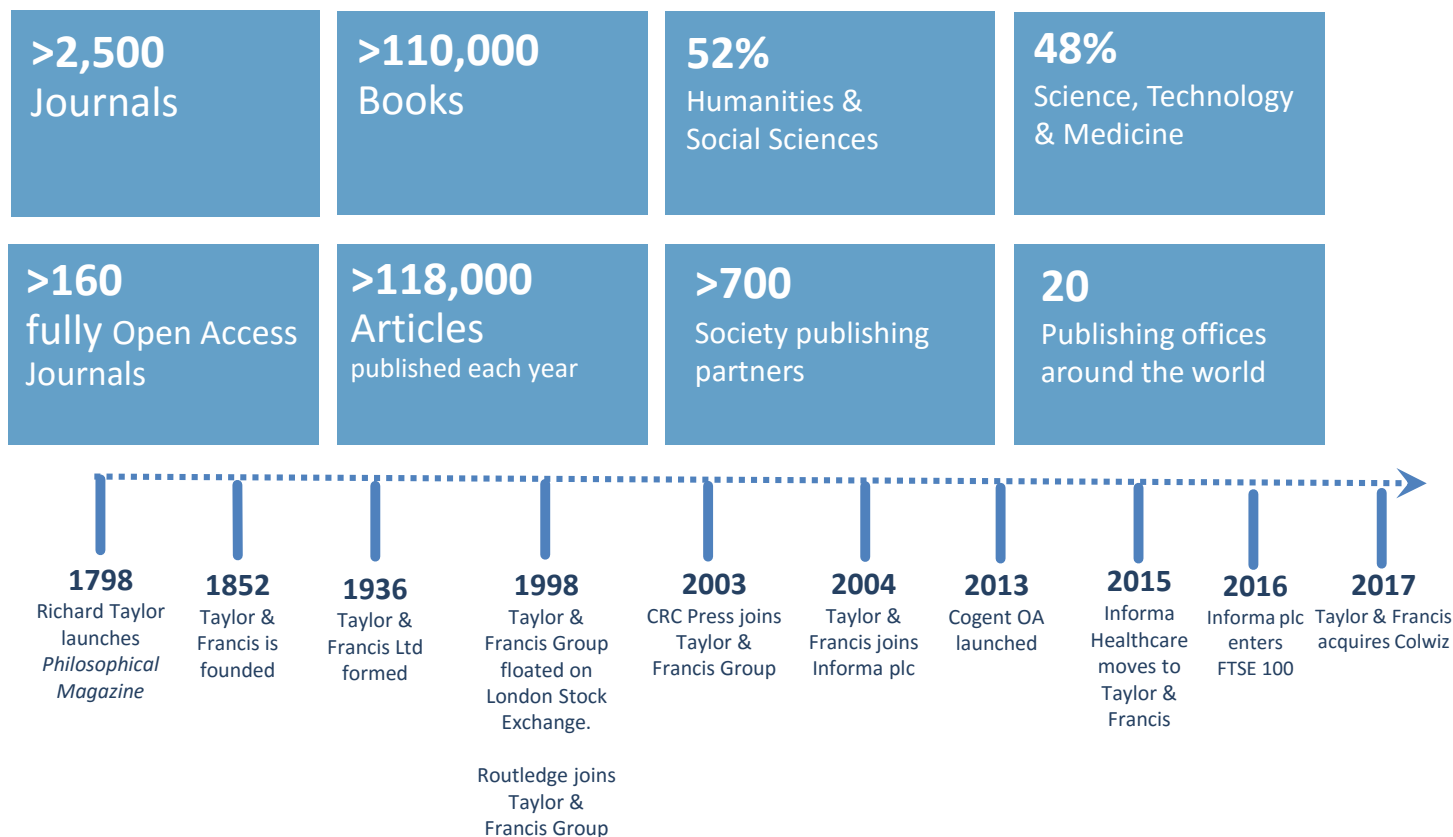 >2,500
Journals
>110,000
Books
52%
Humanities &
Social Sciences
48%
Science, Technology
& Medicine
>160
fully Open Access
Journals
>118,000
Articles
published each year
>700
Society publishing
partners
20
Publishing offices
around the world
1798
Richard Taylor
launches
Philosophical
Magazine
1852
Taylor &
Francis is
founded
1936
Taylor &
Francis Ltd
formed
1998
Taylor &
Francis Group
floated on
London Stock
Exchange.
Routledge joins
Taylor &
Francis Group
2003
CRC Press joins
Taylor &
Francis Group
2004
Taylor &
Francis joins
Informa plc
2013
Cogent OA
launched
2015
Informa
Healthcare
moves to
Taylor &
Francis
2016
Informa plc
enters
FTSE 100
2017
Taylor & Francis
acquires Colwiz